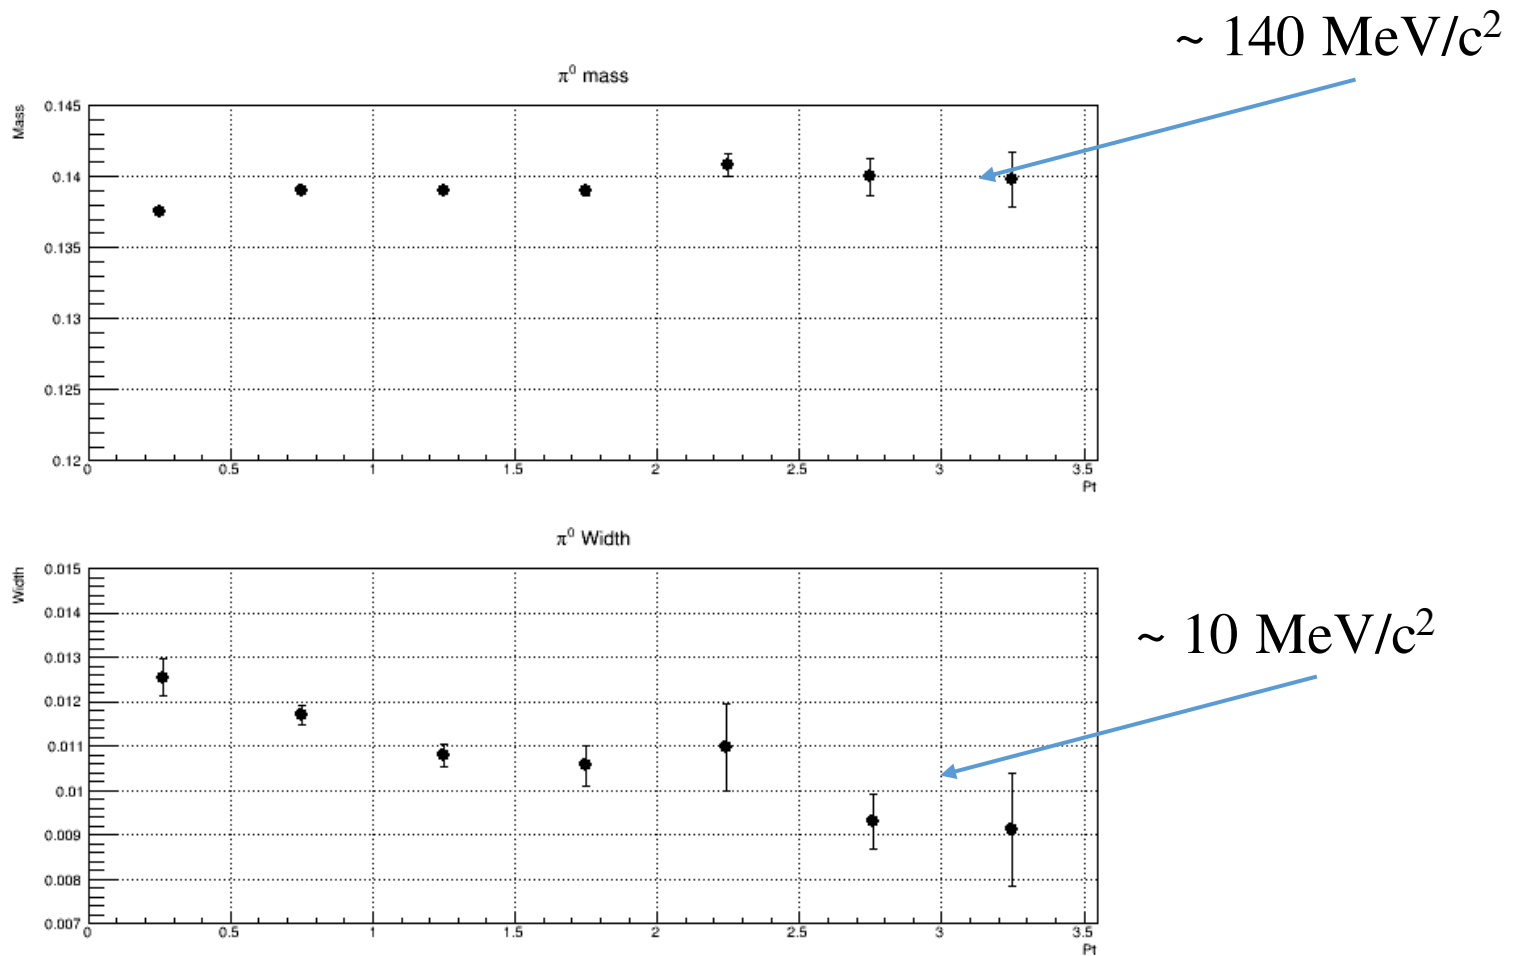 ~ 140 MeV/c²
π⁰ mass
Mass
0.145
0.14
0.135
0.13
0.125
0.12
0 0.5 1 1.5 2 2.5 3 3.5
Pt
π⁰ Width
Width
0.015
0.014
0.013
0.012
0.011
0.01
0.009
0.008
0.007
~ 10 MeV/c²
0 0.5 1 1.5 2 2.5 3 3.5
Pt